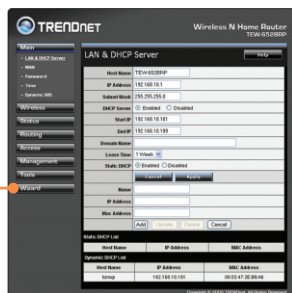 TRENDNET
Wireless N Home Router
TEW-652BRP
Main
LAN & DHCP Server
WAN
Password
Time
Dynamic DNS
Wireless
Status
Routing
Access
Management
Tools
Wizard
LAN & DHCP Server
Help
Host Name TEW-652BRP
IP Address 192.168.10.1
Subnet Mask 255.255.255.0
DHCP Server Enabled Disabled
Start IP 192.168.10.101
End IP 192.168.10.199
Domain Name
Lease Time 1 Week
Static DHCP Enabled Disabled
Cancel Apply
Name
IP Address
Mac Address
Add Update Delete Cancel
Static DHCP List
Host Name IP Address MAC Address
Dynamic DHCP List
Host Name IP Address MAC Address
192.168.10.101